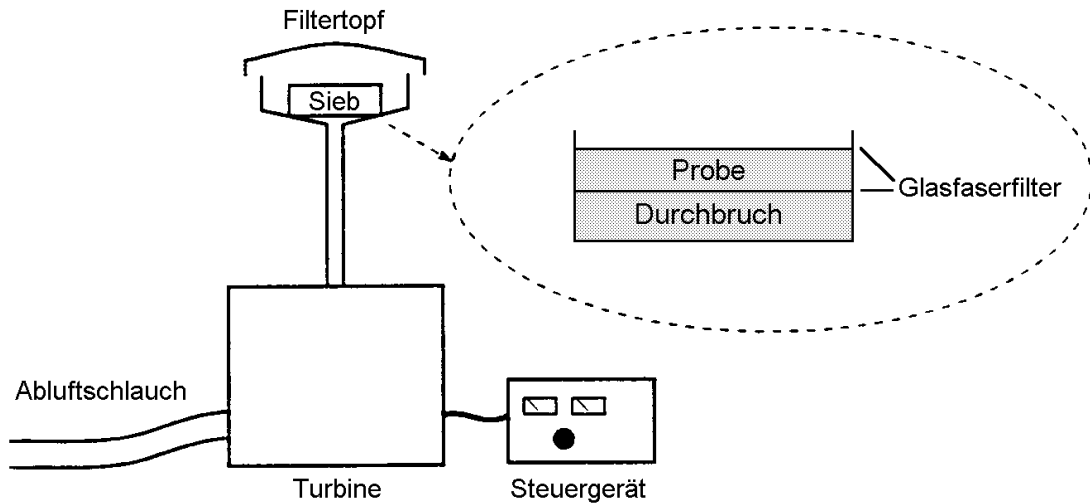 Filtertopf
Sieb
Probe
Glasfaserfilter
Durchbruch
Abluftschlauch
Turbine
Steuergerät